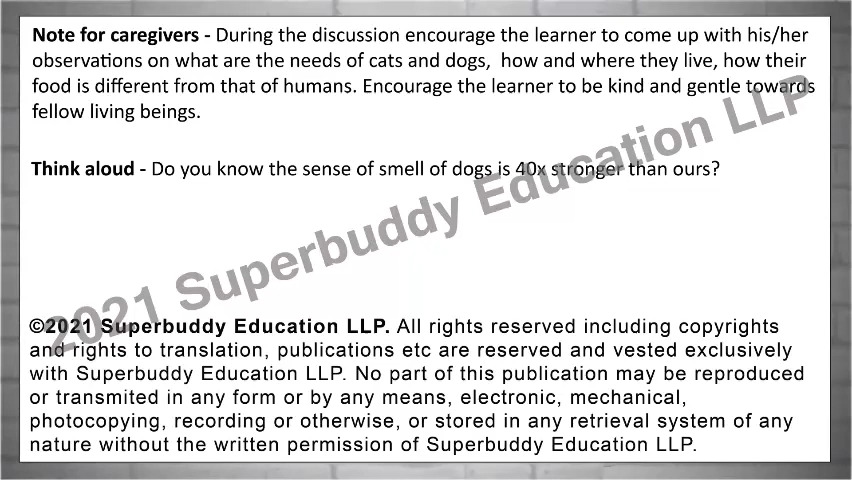 Note for caregivers - During the discussion encourage the learner to come up with his/her
observations on what are the needs of cats and dogs, how and where they live, how their
food is different from that of humans. Encourage the learner to be kind and gentle towards
fellow living beings.
Think aloud - Do you know the sense of smell of dogs is 40x stronger than ours?
2021 Superbuddy Education LLP
©2021 Superbuddy Education LLP. All rights reserved including copyrights
and rights to translation, publications etc are reserved and vested exclusively
with Superbuddy Education LLP. No part of this publication may be reproduced
or transmited in any form or by any means, electronic, mechanical,
photocopying, recording or otherwise, or stored in any retrieval system of any
nature without the written permission of Superbuddy Education LLP.